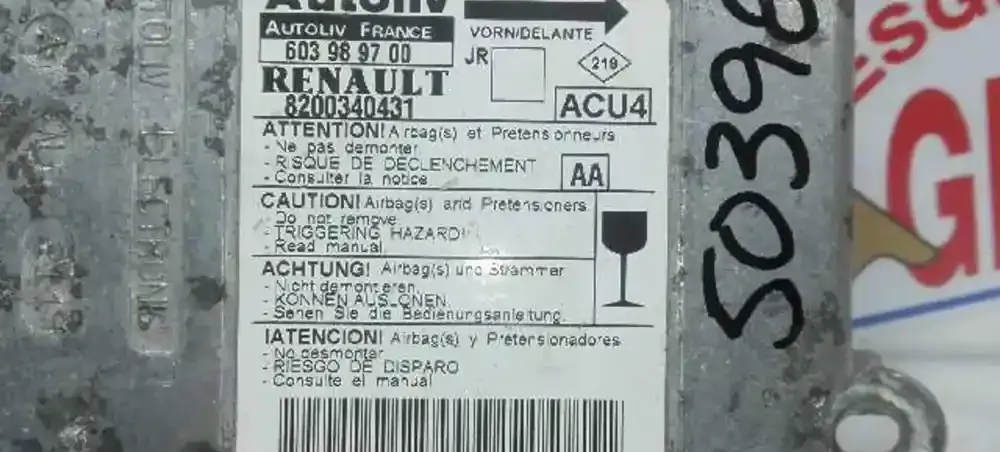 Autoliv
AUTOLIV FRANCE
603 98 97 00
VORN/DELANTE
JR
219
RENAULT
8200340431
ACU4
ATTENTION! Airbag(s) et Pretensionneurs
- Ne pas demonter
- RISQUE DE DECLENCHEMENT
- Consulter la notice
AA
CAUTION! Airbag(s) and Pretensioners
- Do not remove
- TRIGGERING HAZARD!
- Read manual
ACHTUNG! Airbag(s) und Strammer
- Nicht demonteren.
- KONNEN AUSLONEN
- Sehen Sie die Bedienungsanleitung.
!ATENCION! Airbag(s) y Pretensionadores
- No desmontar
- RIESGO DE DISPARO
- Consulte el manual
50398